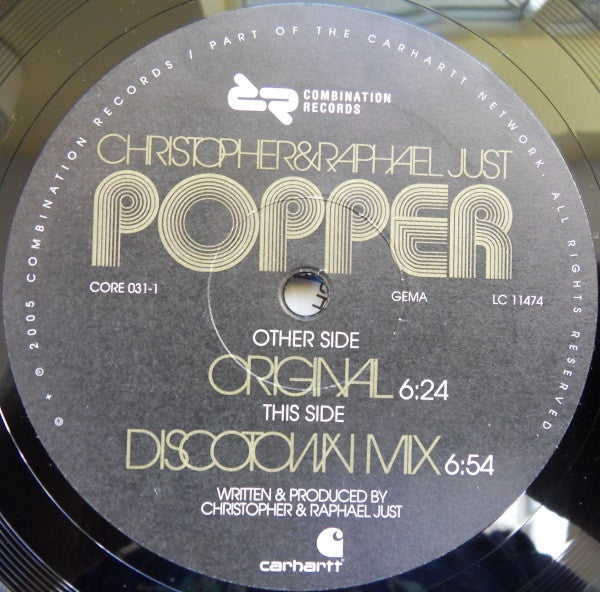 © + ℗ 2005 COMBINATION RECORDS / PART OF THE CARHARTT NETWORK. ALL RIGHTS RESERVED.
COMBINATION
RECORDS
CHRISTOPHER&RAPHAEL JUST
POPPER
CORE 031-1 GEMA LC 11474
OTHER SIDE
ORIGINAL 6:24
THIS SIDE
DISCOTOWN MIX 6:54
WRITTEN & PRODUCED BY
CHRISTOPHER & RAPHAEL JUST
carhartt